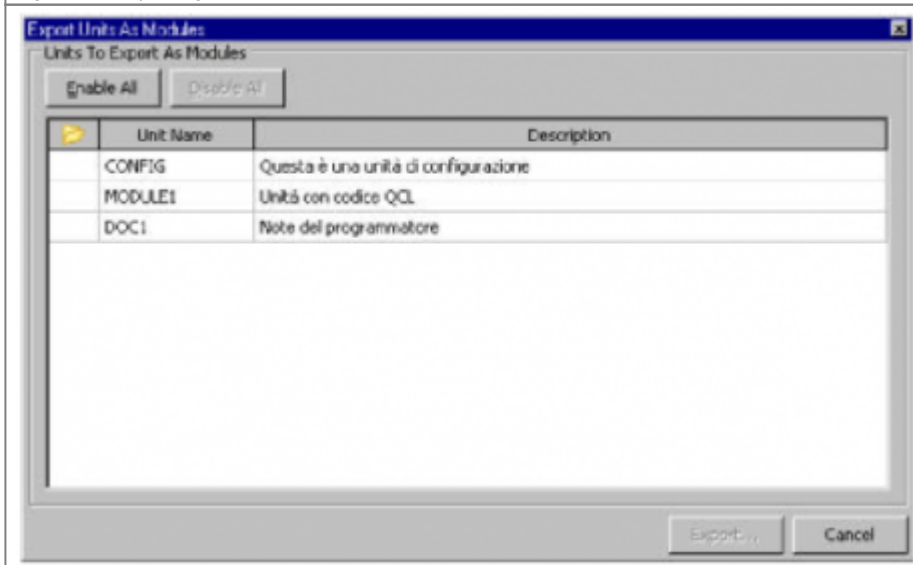 Export Units As Modules
Units To Export As Modules
Enable All Disable All
Unit Name Description
CONFIG Questa è una unità di configurazione
MODULE1 Unitá con codice QCL
DOC1 Note del programmatore
Export... Cancel